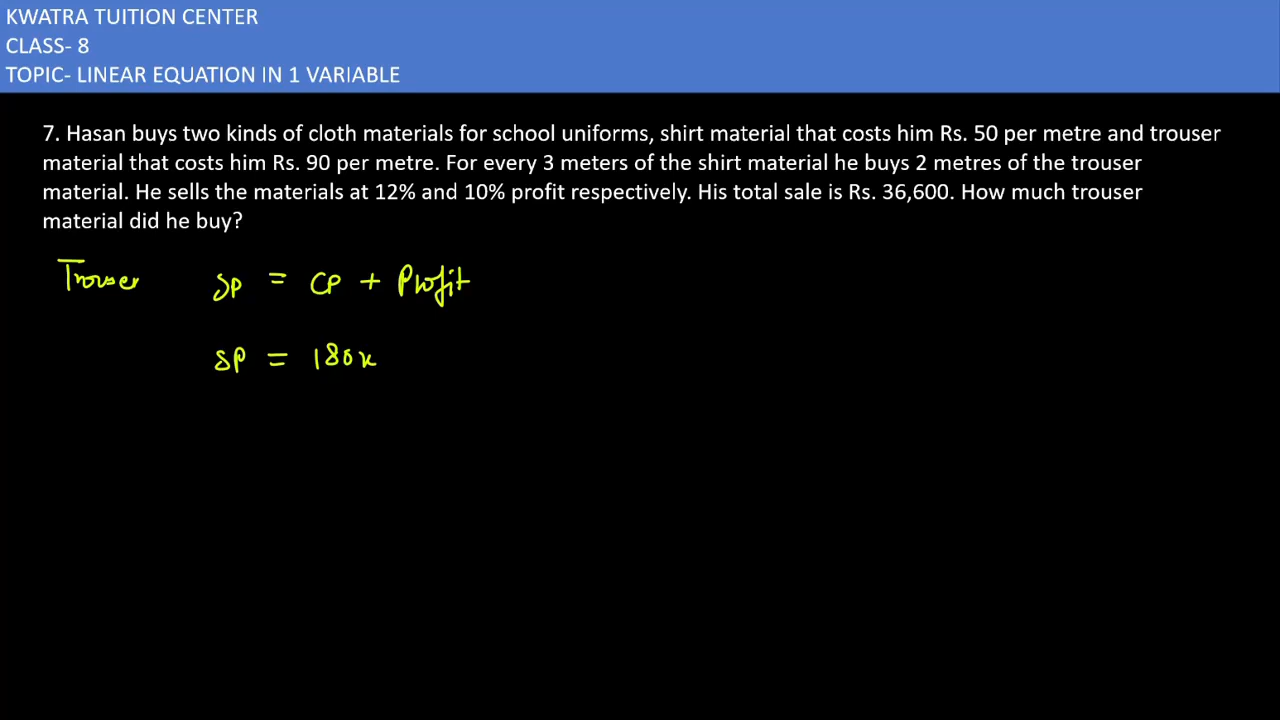 KWATRA TUITION CENTER
CLASS- 8
TOPIC- LINEAR EQUATION IN 1 VARIABLE
7. Hasan buys two kinds of cloth materials for school uniforms, shirt material that costs him Rs. 50 per metre and trouser
material that costs him Rs. 90 per metre. For every 3 meters of the shirt material he buys 2 metres of the trouser
material. He sells the materials at 12% and 10% profit respectively. His total sale is Rs. 36,600. How much trouser
material did he buy?
Trouser SP = CP + Profit
SP = 180x